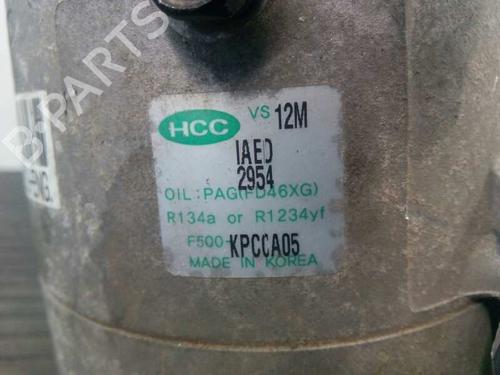 B-PARTS
HCC VS 12M
IAED
2954
OIL : PAG(FD46XG)
R134a or R1234yf
F500-KPCCA05
MADE IN KOREA